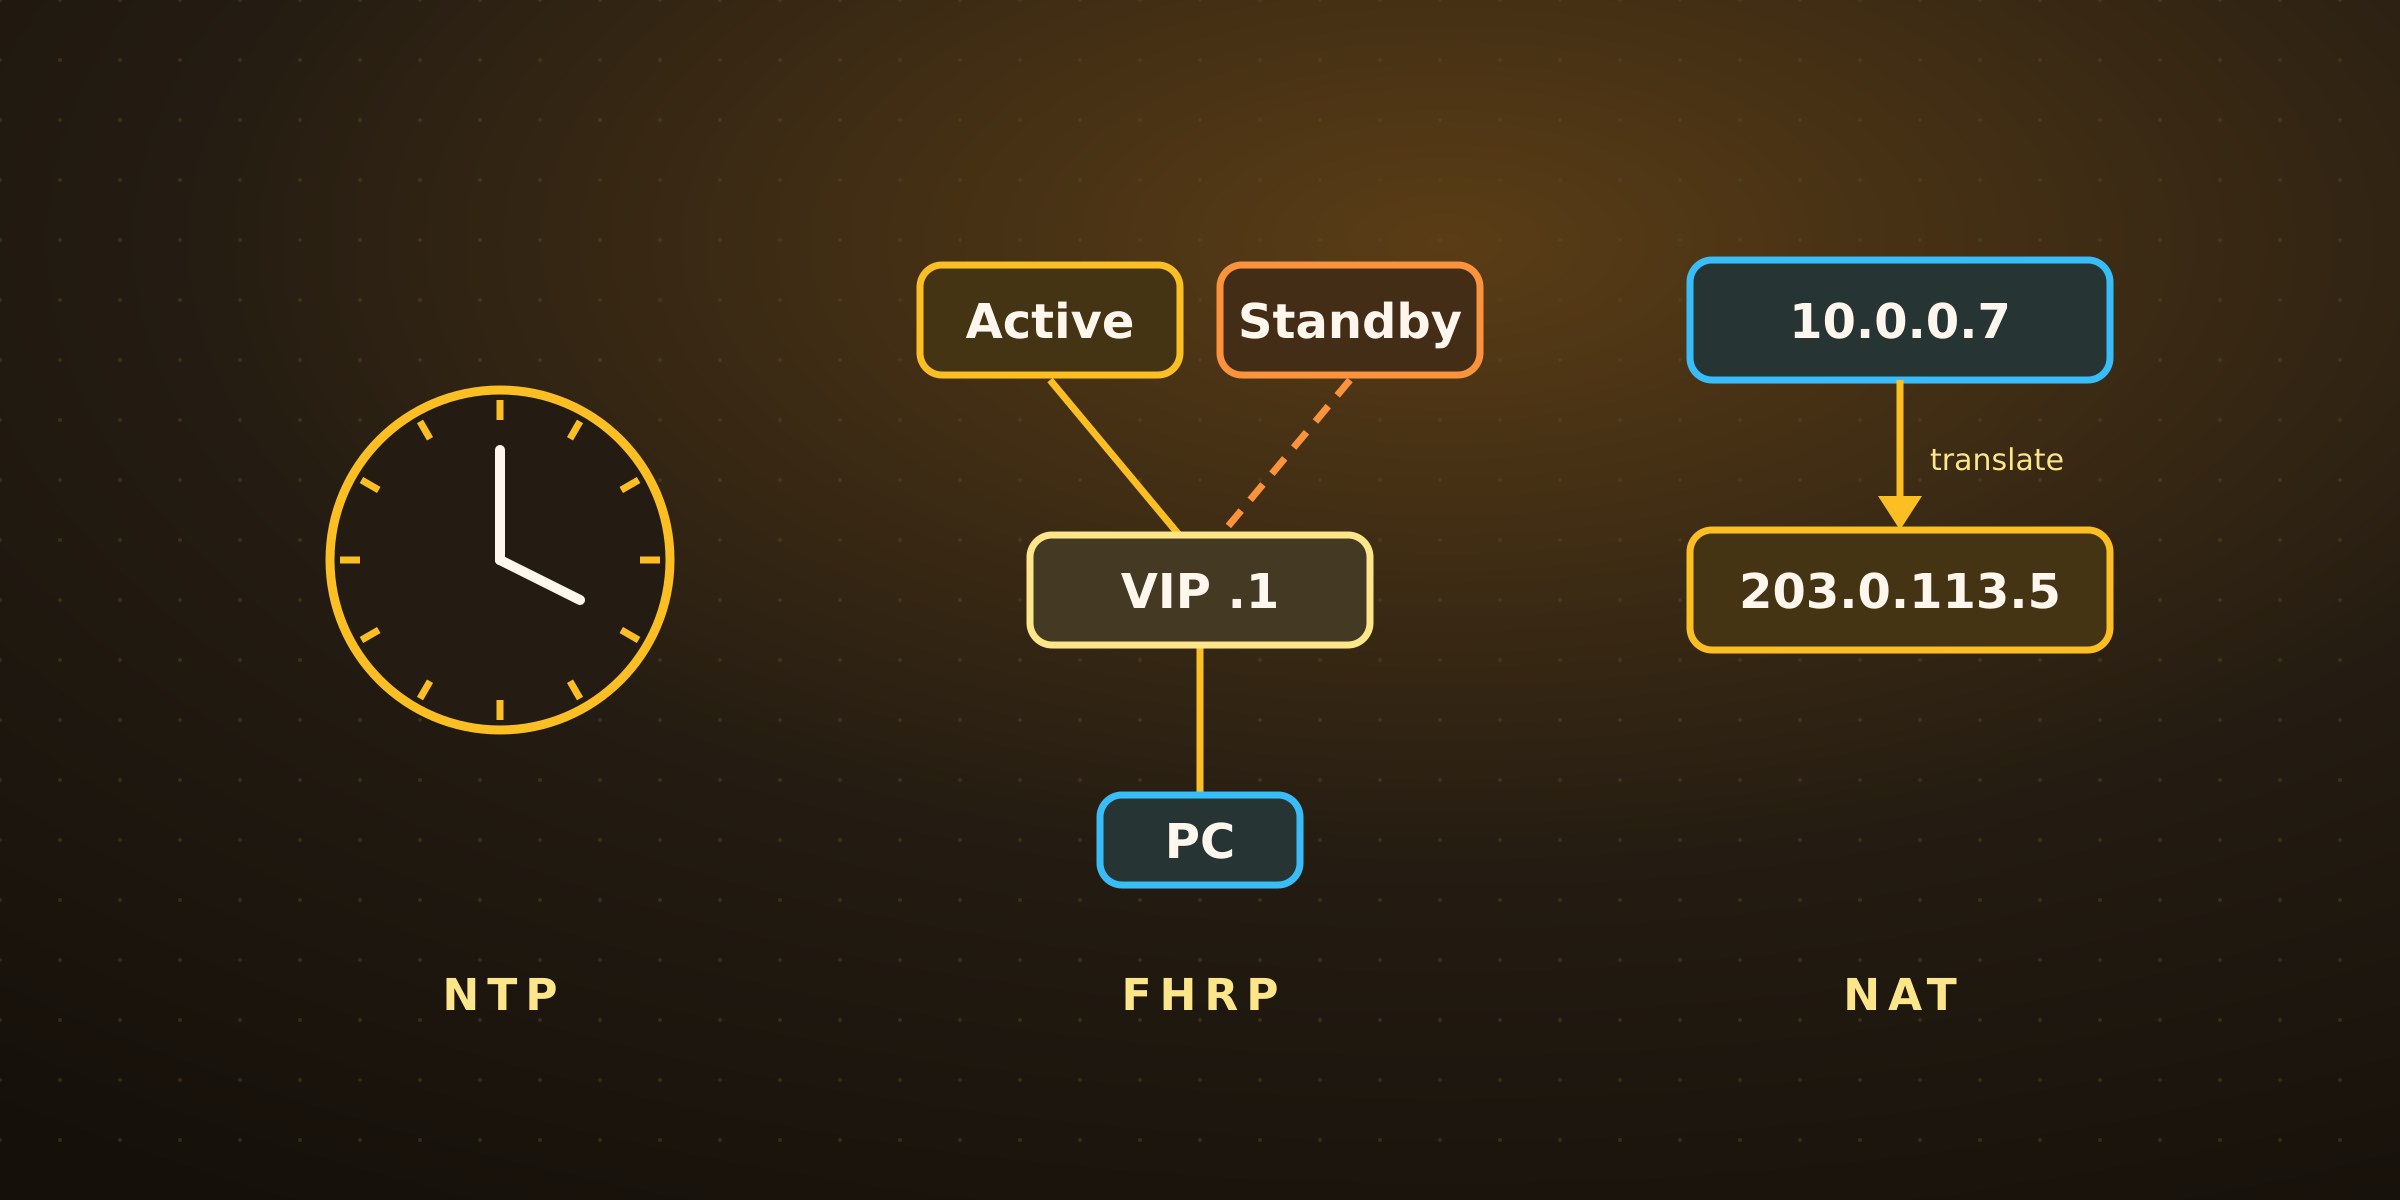 Active
Standby
VIP .1
PC
10.0.0.7
translate
203.0.113.5
NTP
FHRP
NAT